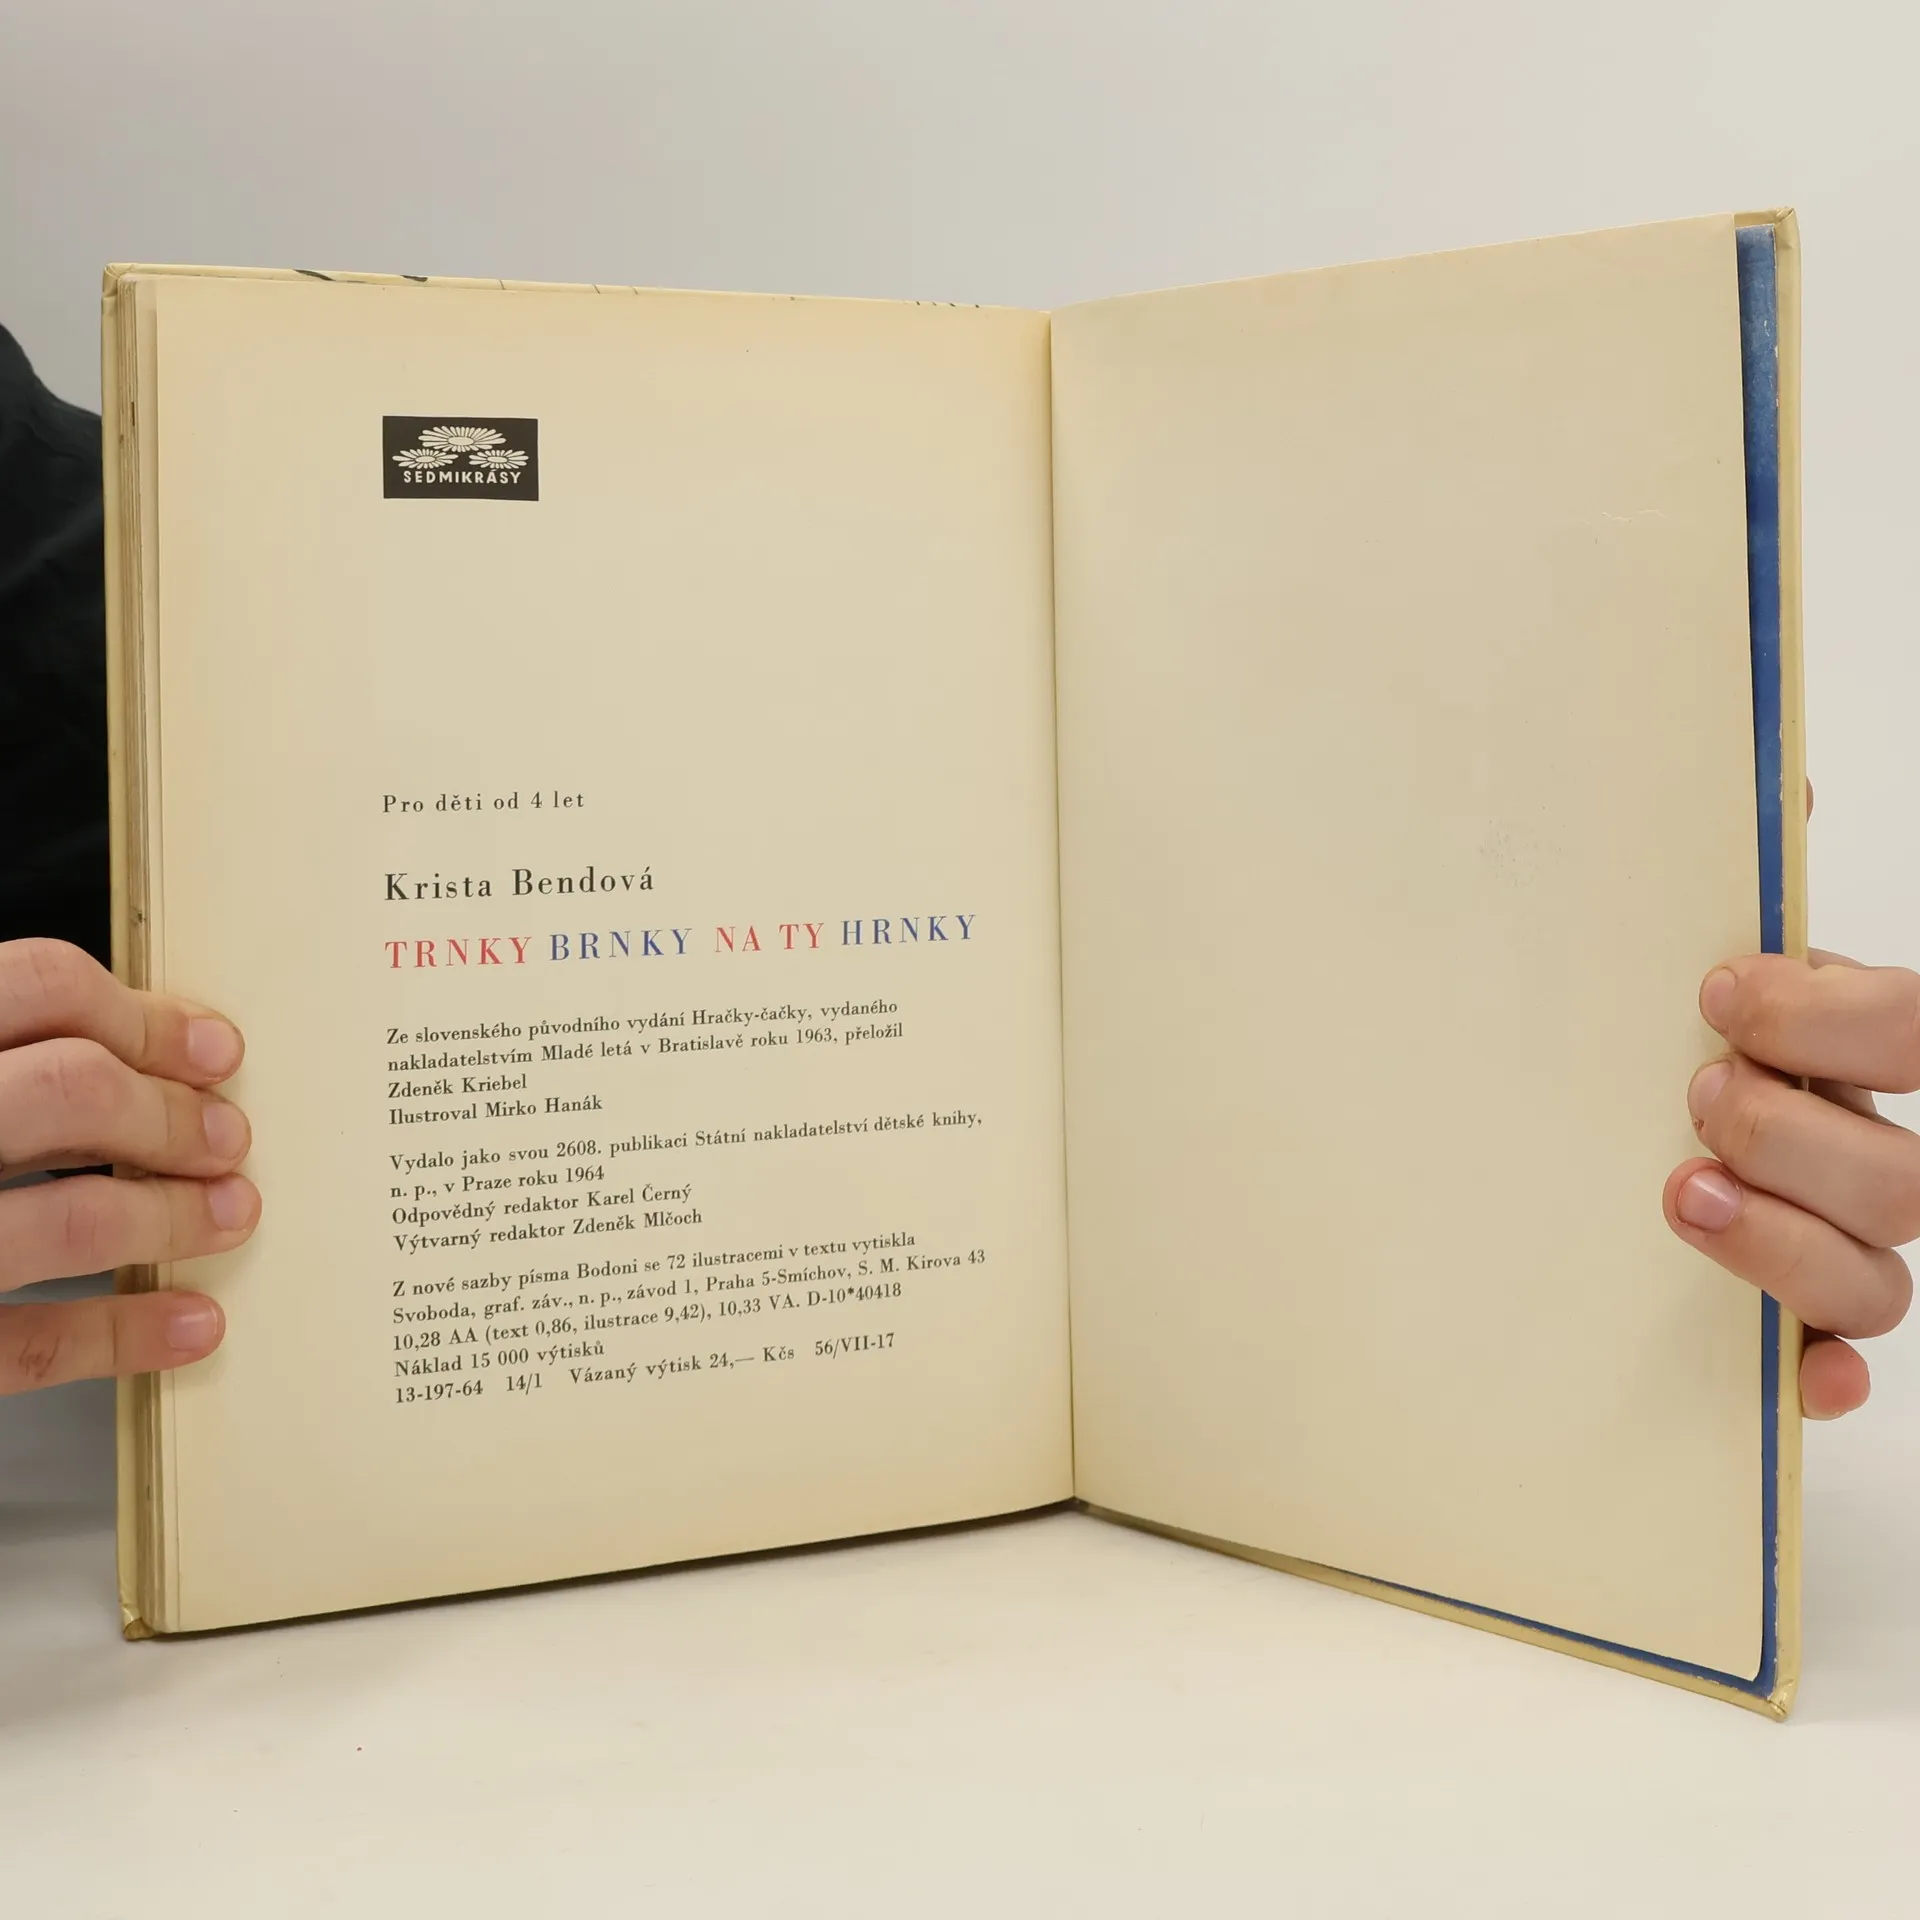 SEDMIKRÁSY
Pro děti od 4 let
Krista Bendová
TRNKY BRNKY NA TY HRNKY
Ze slovenského původního vydání Hračky-čačky, vydaného
nakladatelstvím Mladé letá v Bratislavě roku 1963, přeložil
Zdeněk Kriebel
Ilustroval Mirko Hanák
Vydalo jako svou 2608. publikaci Státní nakladatelství dětské knihy,
n. p., v Praze roku 1964
Odpovědný redaktor Karel Černý
Výtvarný redaktor Zdeněk Mlčoch
Z nové sazby písma Bodoni se 72 ilustracemi v textu vytiskla
Svoboda, graf. záv., n. p., závod 1, Praha 5-Smíchov, S. M. Kirova 43
10,28 AA (text 0,86, ilustrace 9,42), 10,33 VA. D-10*40418
Náklad 15 000 výtisků
13-197-64 14/1 Vázaný výtisk 24,— Kčs 56/VII-17